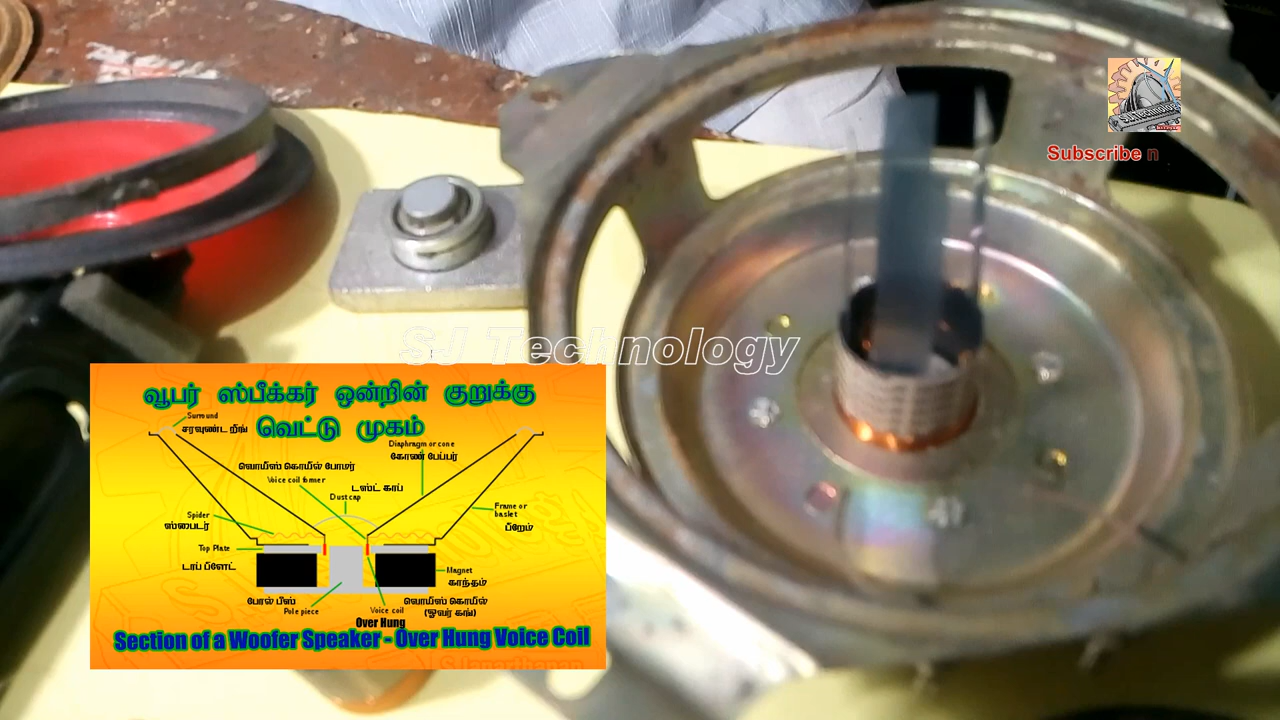 Subscribe n
SJ Technology
வூபர் ஸ்பீக்கர் ஒன்றின் குறுக்கு
வெட்டு முகம்
Surround
சரவுண்ட றீங்
Diaphragm or cone
கோண் பேப்பர்
வொயிஸ் கொயில் போமர்
Voice coil former
டஸ்ட் காப்
Dust cap
Spider
ஸ்பைடர்
Frame or
basket
பிறேம்
Top Plate
டாப் பிளேட்
Magnet
காந்தம்
போல் பீஸ்
Pole piece
வொயிஸ் கொயில்
(ஓவர் கங்)
Voice coil
Over Hung
Section of a Woofer Speaker - Over Hung Voice Coil